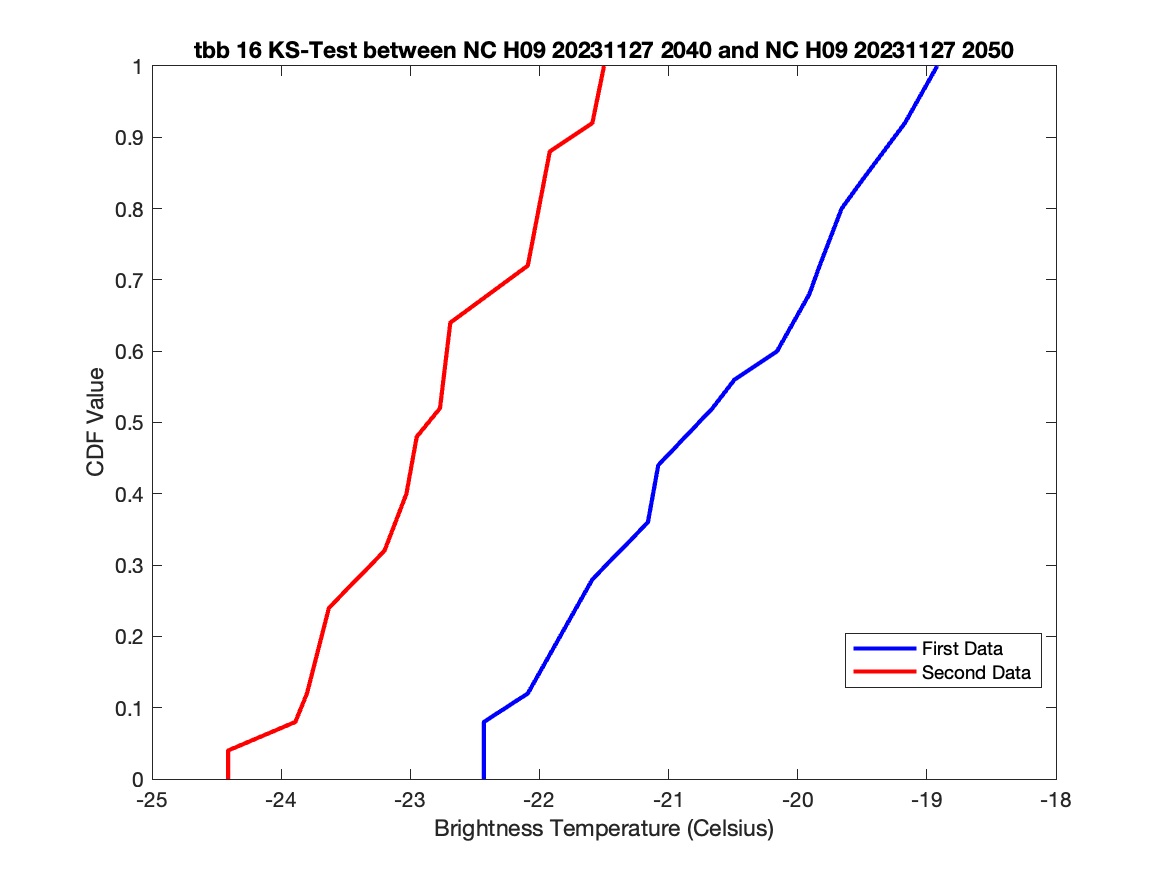 tbb 16 KS-Test between NC H09 20231127 2040 and NC H09 20231127 2050
1
0.9
0.8
0.7
0.6
0.5
0.4
0.3
0.2
0.1
0
CDF Value
First Data
Second Data
-25 -24 -23 -22 -21 -20 -19 -18
Brightness Temperature (Celsius)